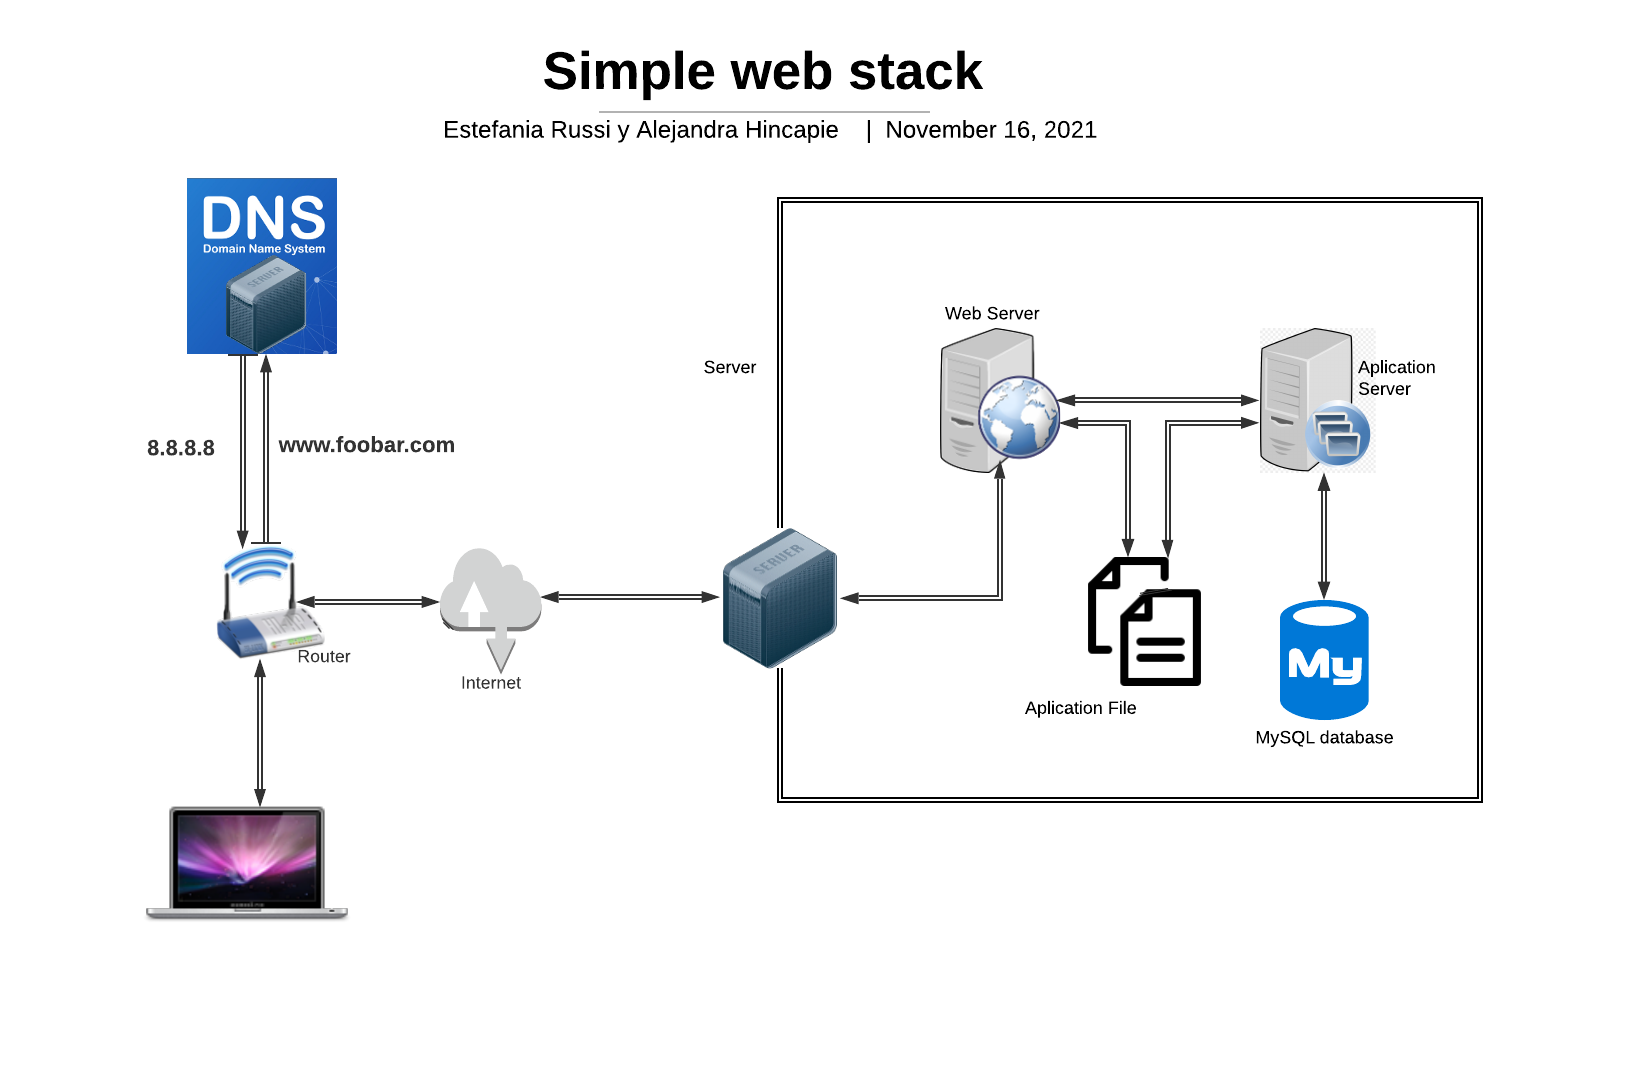 Simple web stack
Estefania Russi y Alejandra Hincapie | November 16, 2021
DNS
Domain Name System
SERVER
8.8.8.8
www.foobar.com
Router
Internet
Server
SERVER
Web Server
Aplication
Server
Aplication File
My
MySQL database